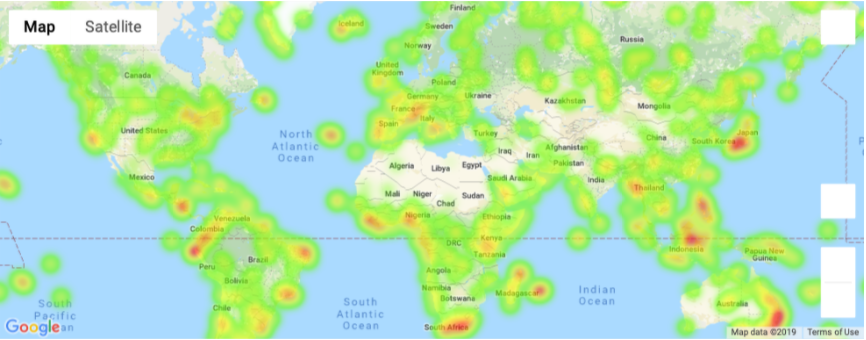 Map Satellite
Finland
Iceland
Sweden
Russia
Norway
Canada
United
Kingdom
Poland
Germany
Ukraine
Kazakhstan
Mongolia
France
Italy
Spain
United States
North
Atlantic
Ocean
Turkey
China
South Korea
Japan
Iraq
Iran
Afghanistan
Pakistan
Algeria
Libya
Egypt
Mexico
Saudi Arabia
India
Thailand
Mali
Niger
Sudan
Chad
Venezuela
Nigeria
Ethiopia
Colombia
DRC
Kenya
Indonesia
Papua New
Guinea
Brazil
Tanzania
Peru
Bolivia
Angola
Namibia
Madagascar
Botswana
Indian
Ocean
Chile
South
Pacific
South
Atlantic
Ocean
Australia
South Africa
Google
Map data ©2019 Terms of Use